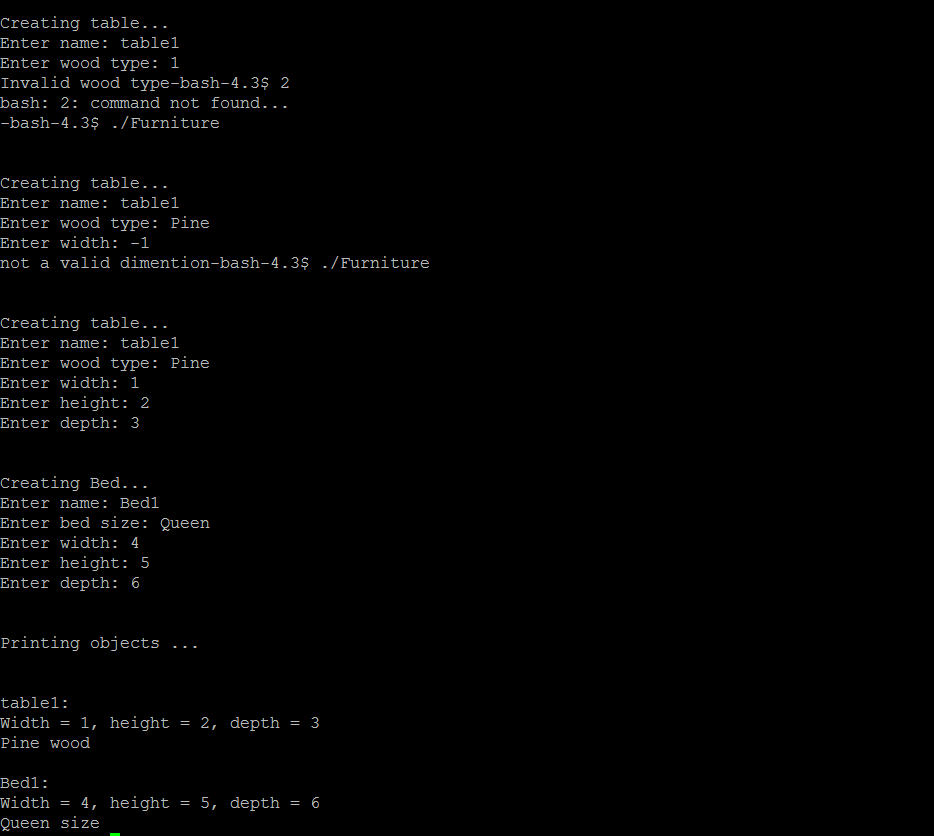 Creating table...
Enter name: table1
Enter wood type: 1
Invalid wood type-bash-4.3$ 2
bash: 2: command not found...
-bash-4.3$ ./Furniture
Creating table...
Enter name: table1
Enter wood type: Pine
Enter width: -1
not a valid dimention-bash-4.3$ ./Furniture
Creating table...
Enter name: table1
Enter wood type: Pine
Enter width: 1
Enter height: 2
Enter depth: 3
Creating Bed...
Enter name: Bed1
Enter bed size: Queen
Enter width: 4
Enter height: 5
Enter depth: 6
Printing objects ...
table1:
Width = 1, height = 2, depth = 3
Pine wood
Bed1:
Width = 4, height = 5, depth = 6
Queen size